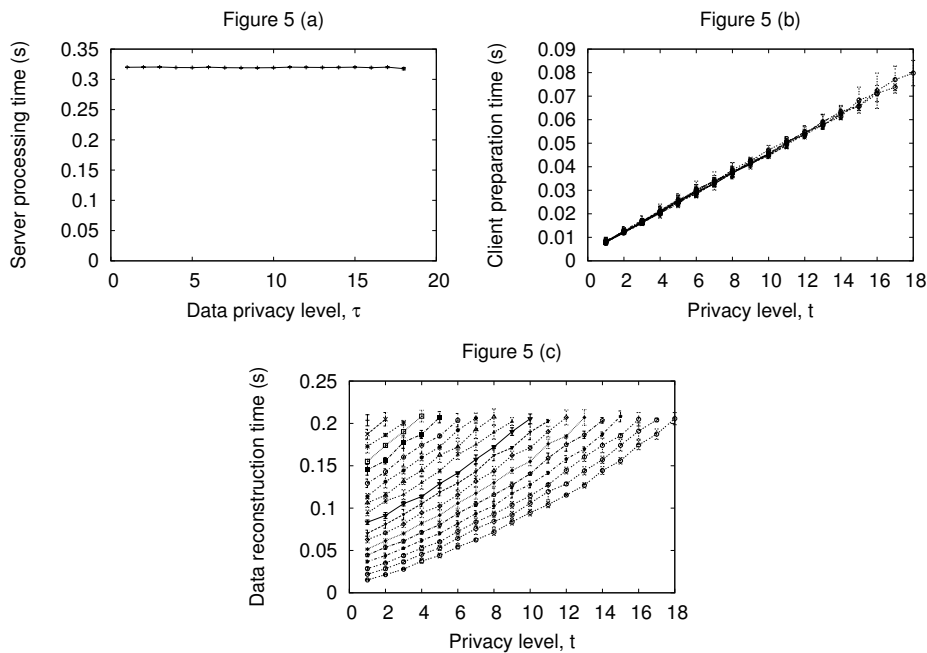 Figure 5 (a)
Server processing time (s)
0.35
0.3
0.25
0.2
0.15
0.1
0.05
0
0 5 10 15 20
Data privacy level, τ
Figure 5 (b)
Client preparation time (s)
0.09
0.08
0.07
0.06
0.05
0.04
0.03
0.02
0.01
0
0 2 4 6 8 10 12 14 16 18
Privacy level, t
Figure 5 (c)
Data reconstruction time (s)
0.25
0.2
0.15
0.1
0.05
0
0 2 4 6 8 10 12 14 16 18
Privacy level, t